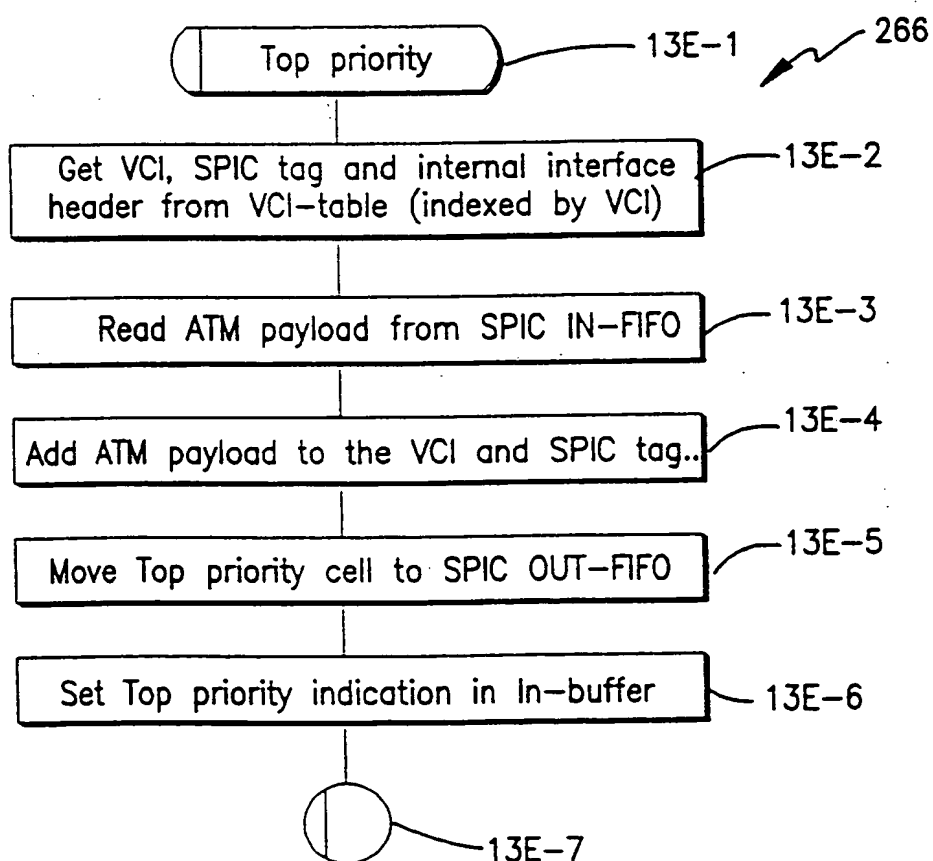 266
Top priority
13E-1
Get VCI, SPIC tag and internal interface
header from VCI-table (indexed by VCI)
13E-2
Read ATM payload from SPIC IN-FIFO
13E-3
Add ATM payload to the VCI and SPIC tag..
13E-4
Move Top priority cell to SPIC OUT-FIFO
13E-5
Set Top priority indication in In-buffer
13E-6
13E-7